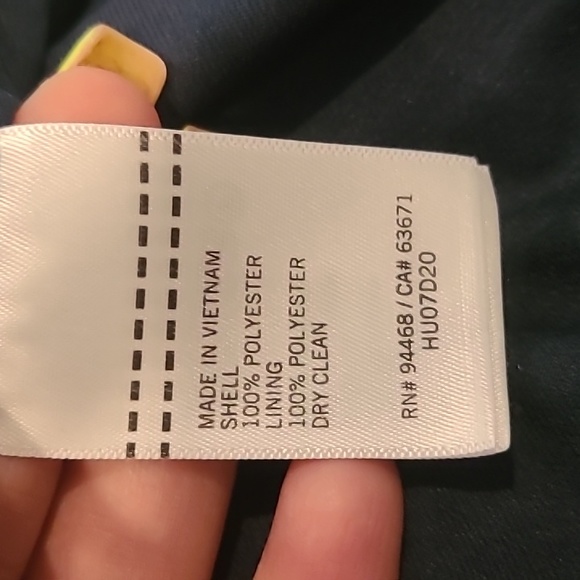 MADE IN VIETNAM
SHELL
100% POLYESTER
LINING
100% POLYESTER
DRY CLEAN
RN# 94468 / CA# 63671
HU07D20